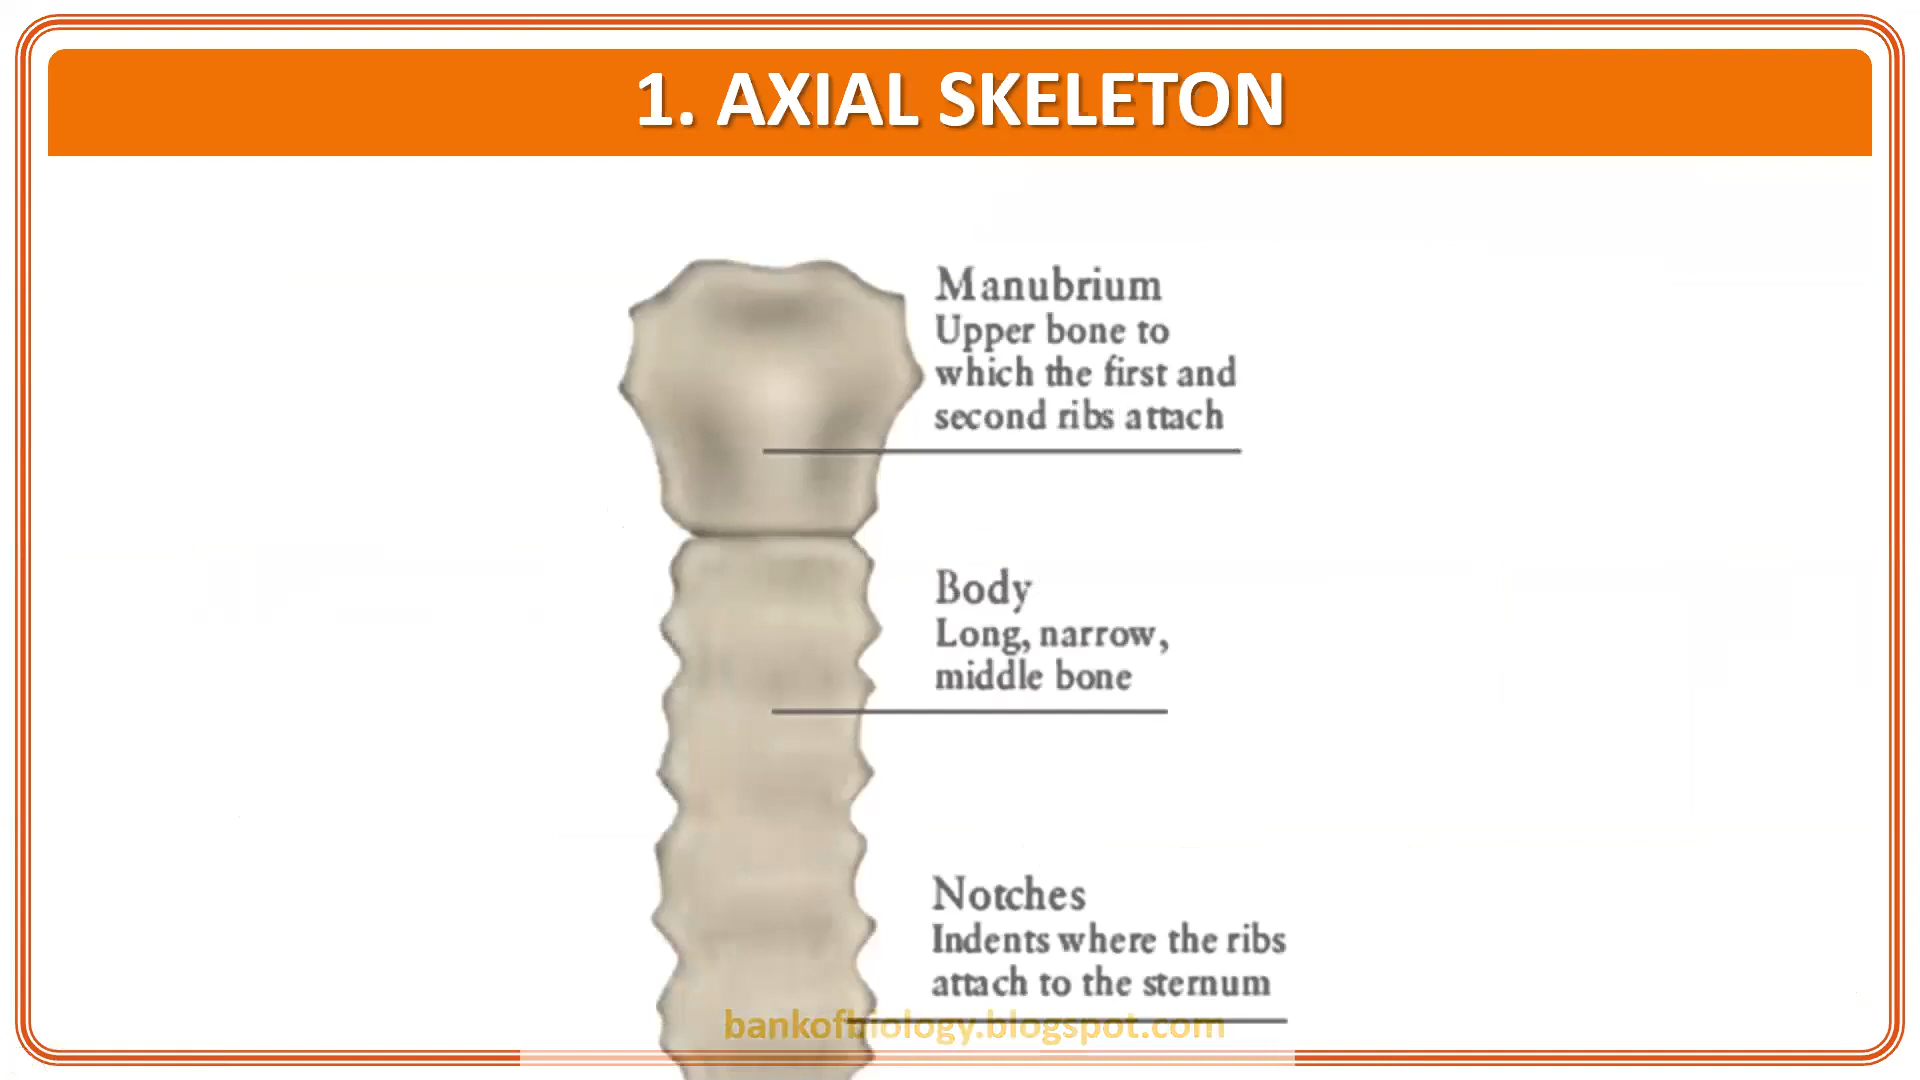 1. AXIAL SKELETON
Manubrium
Upper bone to
which the first and
second ribs attach
Body
Long, narrow,
middle bone
Notches
Indents where the ribs
attach to the sternum
bankofbiology.blogspot.com